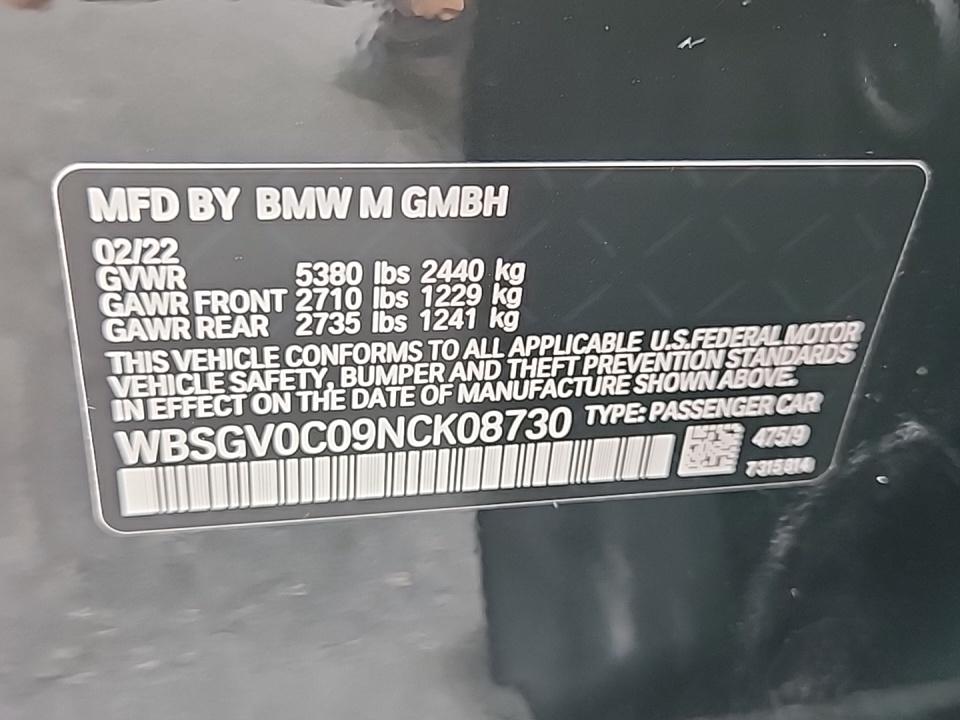 MFD BY BMW M GMBH
02/22
GVWR 5380 lbs 2440 kg
GAWR FRONT 2710 lbs 1229 kg
GAWR REAR 2735 lbs 1241 kg
THIS VEHICLE CONFORMS TO ALL APPLICABLE U.S.FEDERAL MOTOR
VEHICLE SAFETY, BUMPER AND THEFT PREVENTION STANDARDS
IN EFFECT ON THE DATE OF MANUFACTURE SHOWN ABOVE.
WBSGV0C09NCK08730 TYPE: PASSENGER CAR
475/9